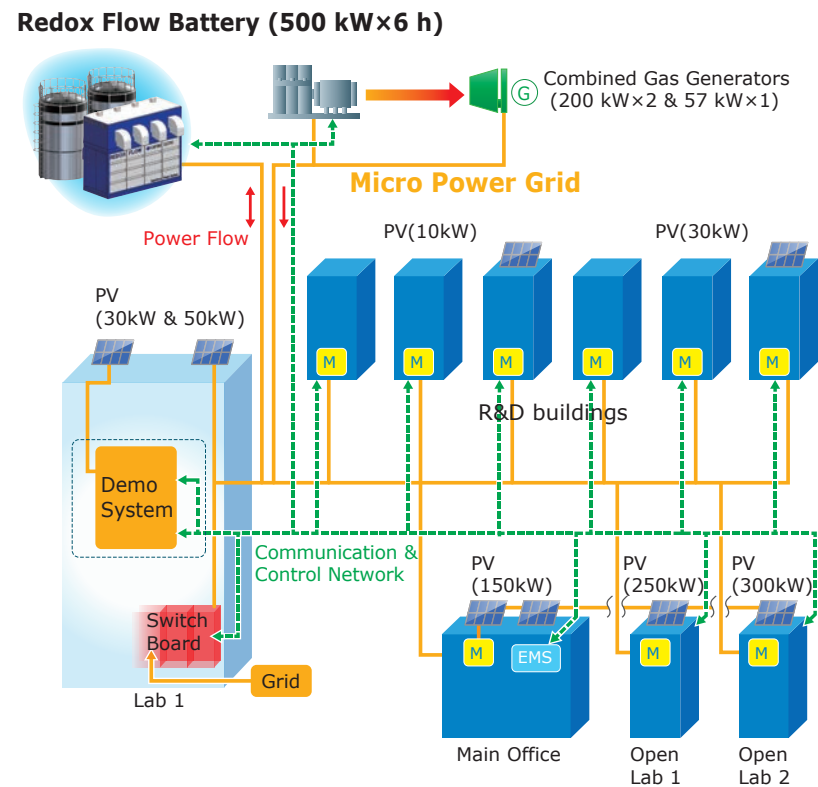 Redox Flow Battery (500 kW×6 h)
G
Combined Gas Generators
(200 kW×2 & 57 kW×1)
Micro Power Grid
Power Flow
PV(10kW)
PV(30kW)
PV
(30kW & 50kW)
M
M
M
M
M
M
R&D buildings
Demo
System
Communication &
Control Network
PV
(150kW)
PV
(250kW)
PV
(300kW)
Switch
Board
M
EMS
M
M
Grid
Lab 1
Main Office
Open
Lab 1
Open
Lab 2